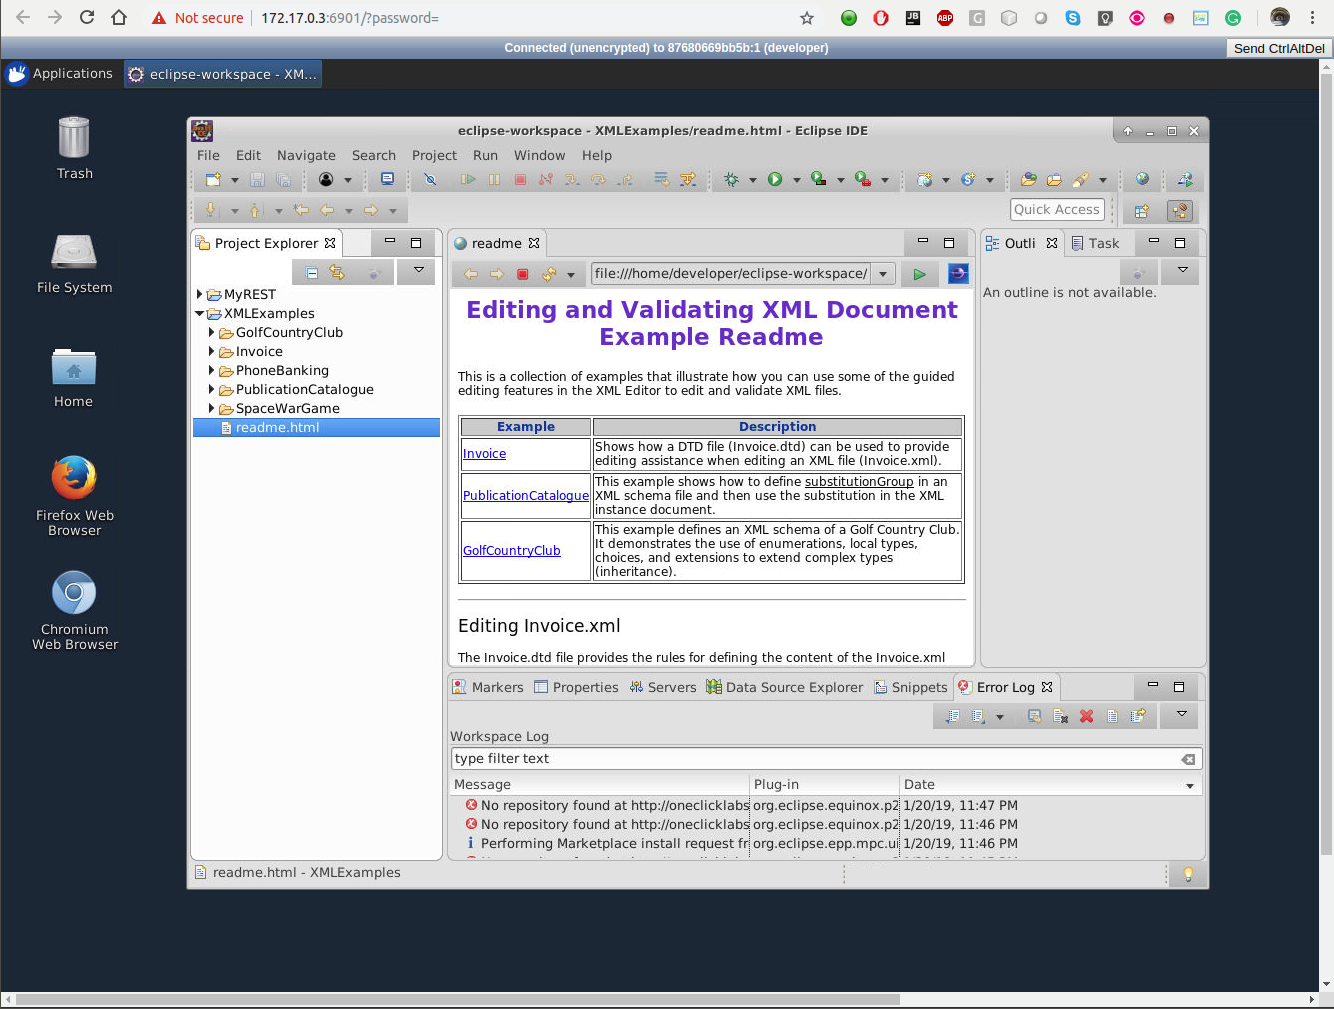 Not secure
172.17.0.3:6901/?password=
JB
ABP
G
Connected (unencrypted) to 87680669bb5b:1 (developer)
Send CtrlAltDel
Applications
eclipse-workspace - XM...
Trash
File System
Home
Firefox Web
Browser
Chromium
Web Browser
eclipse-workspace - XMLExamples/readme.html - Eclipse IDE
File Edit Navigate Search Project Run Window Help
Quick Access
Project Explorer
MyREST
XMLExamples
GolfCountryClub
Invoice
PhoneBanking
PublicationCatalogue
SpaceWarGame
readme.html
readme
file:///home/developer/eclipse-workspace/
Editing and Validating XML Document
Example Readme
This is a collection of examples that illustrate how you can use some of the guided
editing features in the XML Editor to edit and validate XML files.
Example Description
Invoice
Shows how a DTD file (Invoice.dtd) can be used to provide
editing assistance when editing an XML file (Invoice.xml).
PublicationCatalogue
This example shows how to define substitutionGroup in an
XML schema file and then use the substitution in the XML
instance document.
GolfCountryClub
This example defines an XML schema of a Golf Country Club.
It demonstrates the use of enumerations, local types,
choices, and extensions to extend complex types
(inheritance).
Editing Invoice.xml
The Invoice.dtd file provides the rules for defining the content of the Invoice.xml
Outli Task
An outline is not available.
Markers Properties Servers Data Source Explorer Snippets Error Log
Workspace Log
type filter text
Message Plug-in Date
No repository found at http://oneclicklabs org.eclipse.equinox.p2 1/20/19, 11:47 PM
No repository found at http://oneclicklabs org.eclipse.equinox.p2 1/20/19, 11:46 PM
Performing Marketplace install request fr org.eclipse.epp.mpc.ui 1/20/19, 11:46 PM
readme.html - XMLExamples